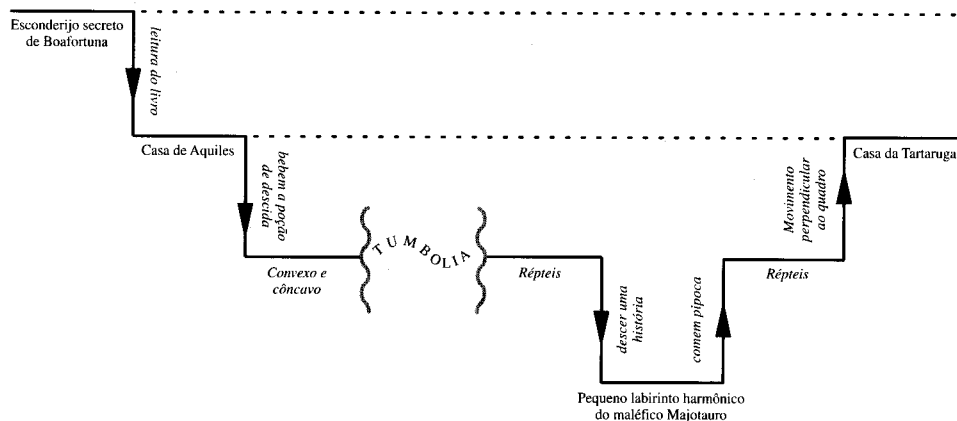 Esconderijo secreto
de Boafortuna
leitura do livro
Casa de Aquiles
bebem a poção
de descida
Convexo e
côncavo
TUMBOLIA
Répteis
descer uma
história
Pequeno labirinto harmônico
do maléfico Majotauro
comem pipoca
Répteis
Movimento
perpendicular
ao quadro
Casa da Tartaruga